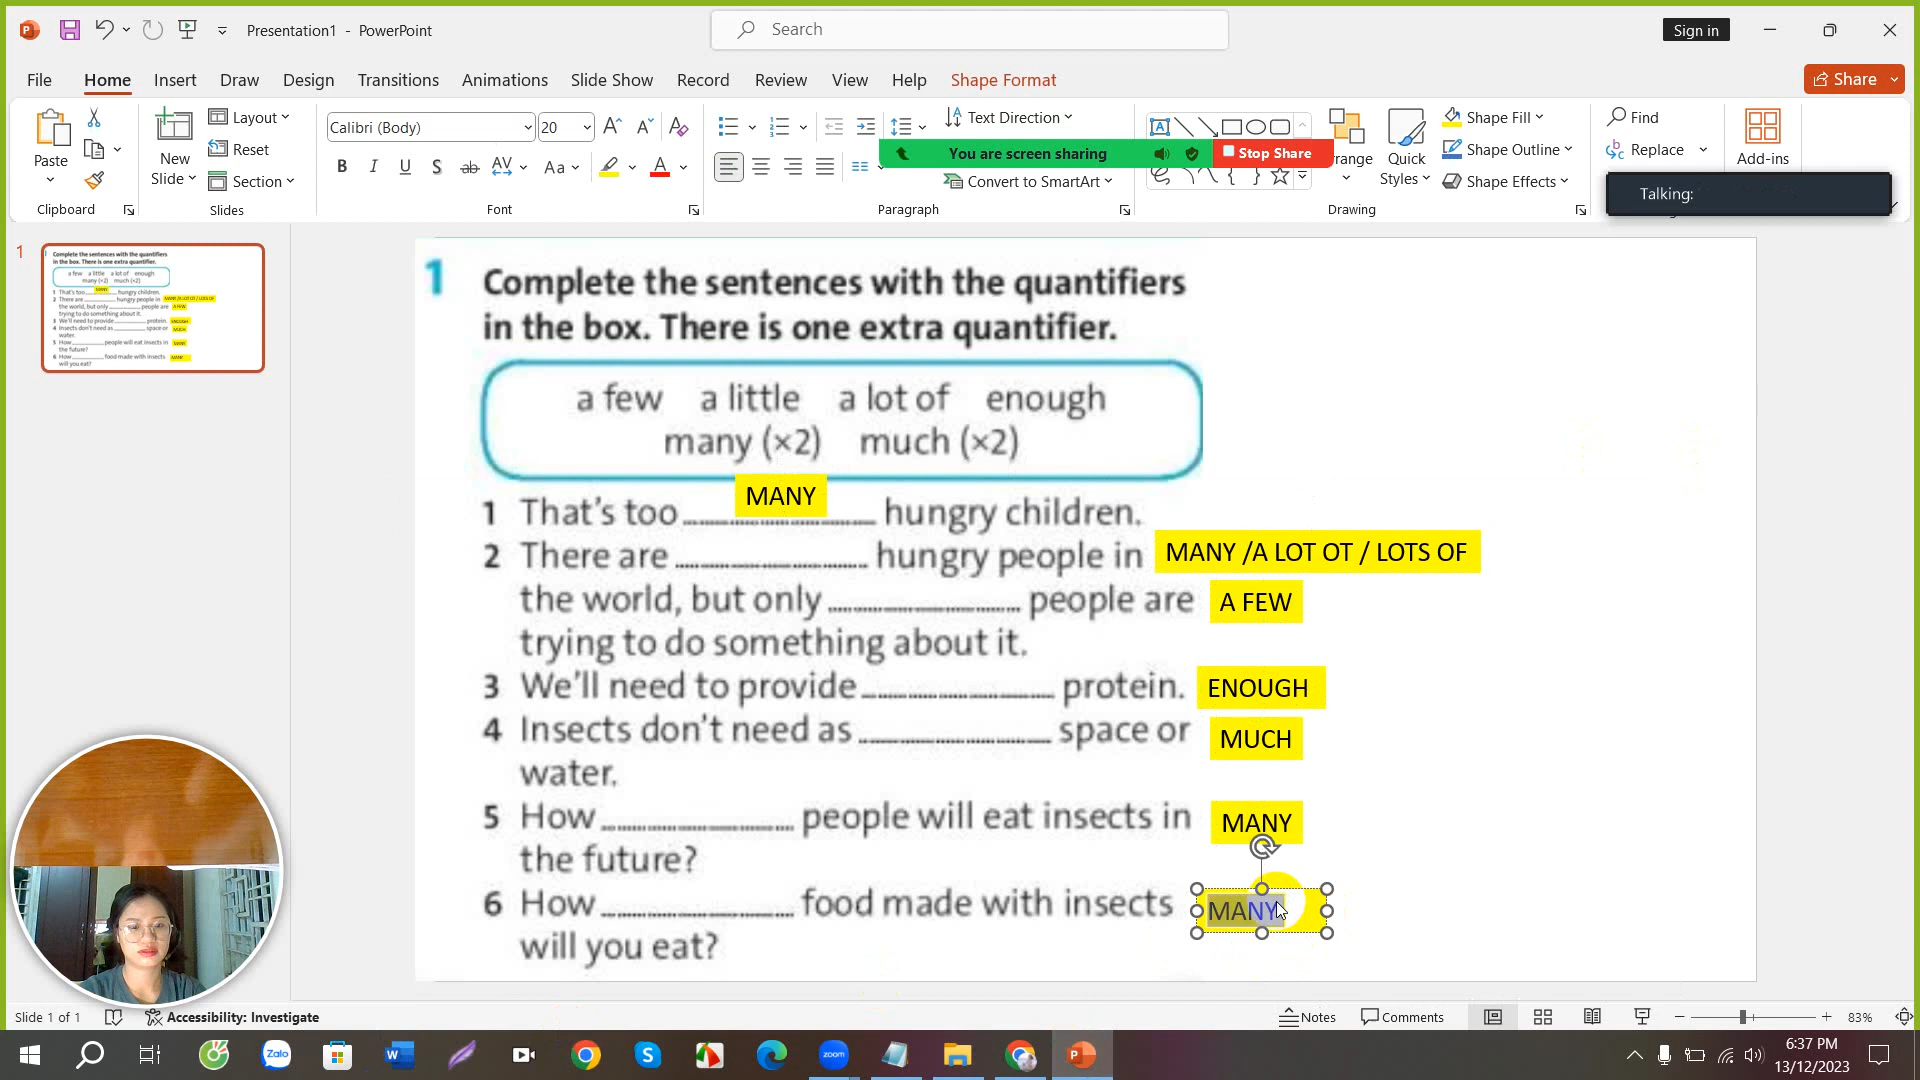 Presentation1 - PowerPoint
Search
Sign in
File Home Insert Draw Design Transitions Animations Slide Show Record Review View Help Shape Format
Share
Paste
Clipboard
New Slide
Layout
Reset
Section
Slides
Calibri (Body)
20
Font
Text Direction
Convert to SmartArt
Paragraph
You are screen sharing
Stop Share
range
Quick Styles
Shape Fill
Shape Outline
Shape Effects
Drawing
Find
Replace
Add-ins
Talking:
1
1 Complete the sentences with the quantifiers
in the box. There is one extra quantifier.
a few a little a lot of enough
many (×2) much (×2)
MANY
1 That's too ........ hungry children.
2 There are ........ hungry people in MANY /A LOT OT / LOTS OF
the world, but only ........ people are A FEW
trying to do something about it.
3 We'll need to provide ........ protein. ENOUGH
4 Insects don't need as ........ space or MUCH
water.
5 How ........ people will eat insects in MANY
the future?
6 How ........ food made with insects MANY
will you eat?
Slide 1 of 1
Accessibility: Investigate
Notes
Comments
83%
Zalo
zoom
6:37 PM
13/12/2023